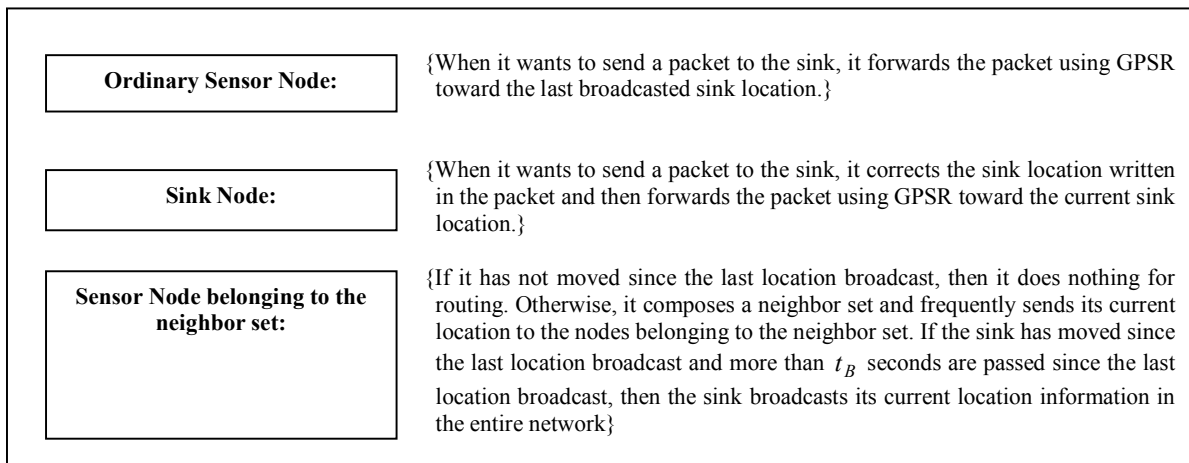 Ordinary Sensor Node:
{When it wants to send a packet to the sink, it forwards the packet using GPSR
toward the last broadcasted sink location.}
Sink Node:
{When it wants to send a packet to the sink, it corrects the sink location written
in the packet and then forwards the packet using GPSR toward the current sink
location.}
Sensor Node belonging to the
neighbor set:
{If it has not moved since the last location broadcast, then it does nothing for
routing. Otherwise, it composes a neighbor set and frequently sends its current
location to the nodes belonging to the neighbor set. If the sink has moved since
the last location broadcast and more than t_B seconds are passed since the last
location broadcast, then the sink broadcasts its current location information in
the entire network}